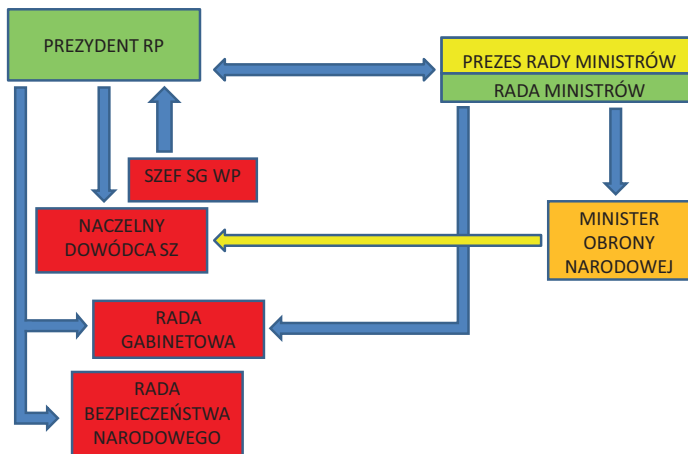 PREZYDENT RP
PREZES RADY MINISTRÓW
RADA MINISTRÓW
SZEF SG WP
NACZELNY
DOWÓDCA SZ
MINISTER
OBRONY
NARODOWEJ
RADA
GABINETOWA
RADA
BEZPIECZEŃSTWA
NARODOWEGO